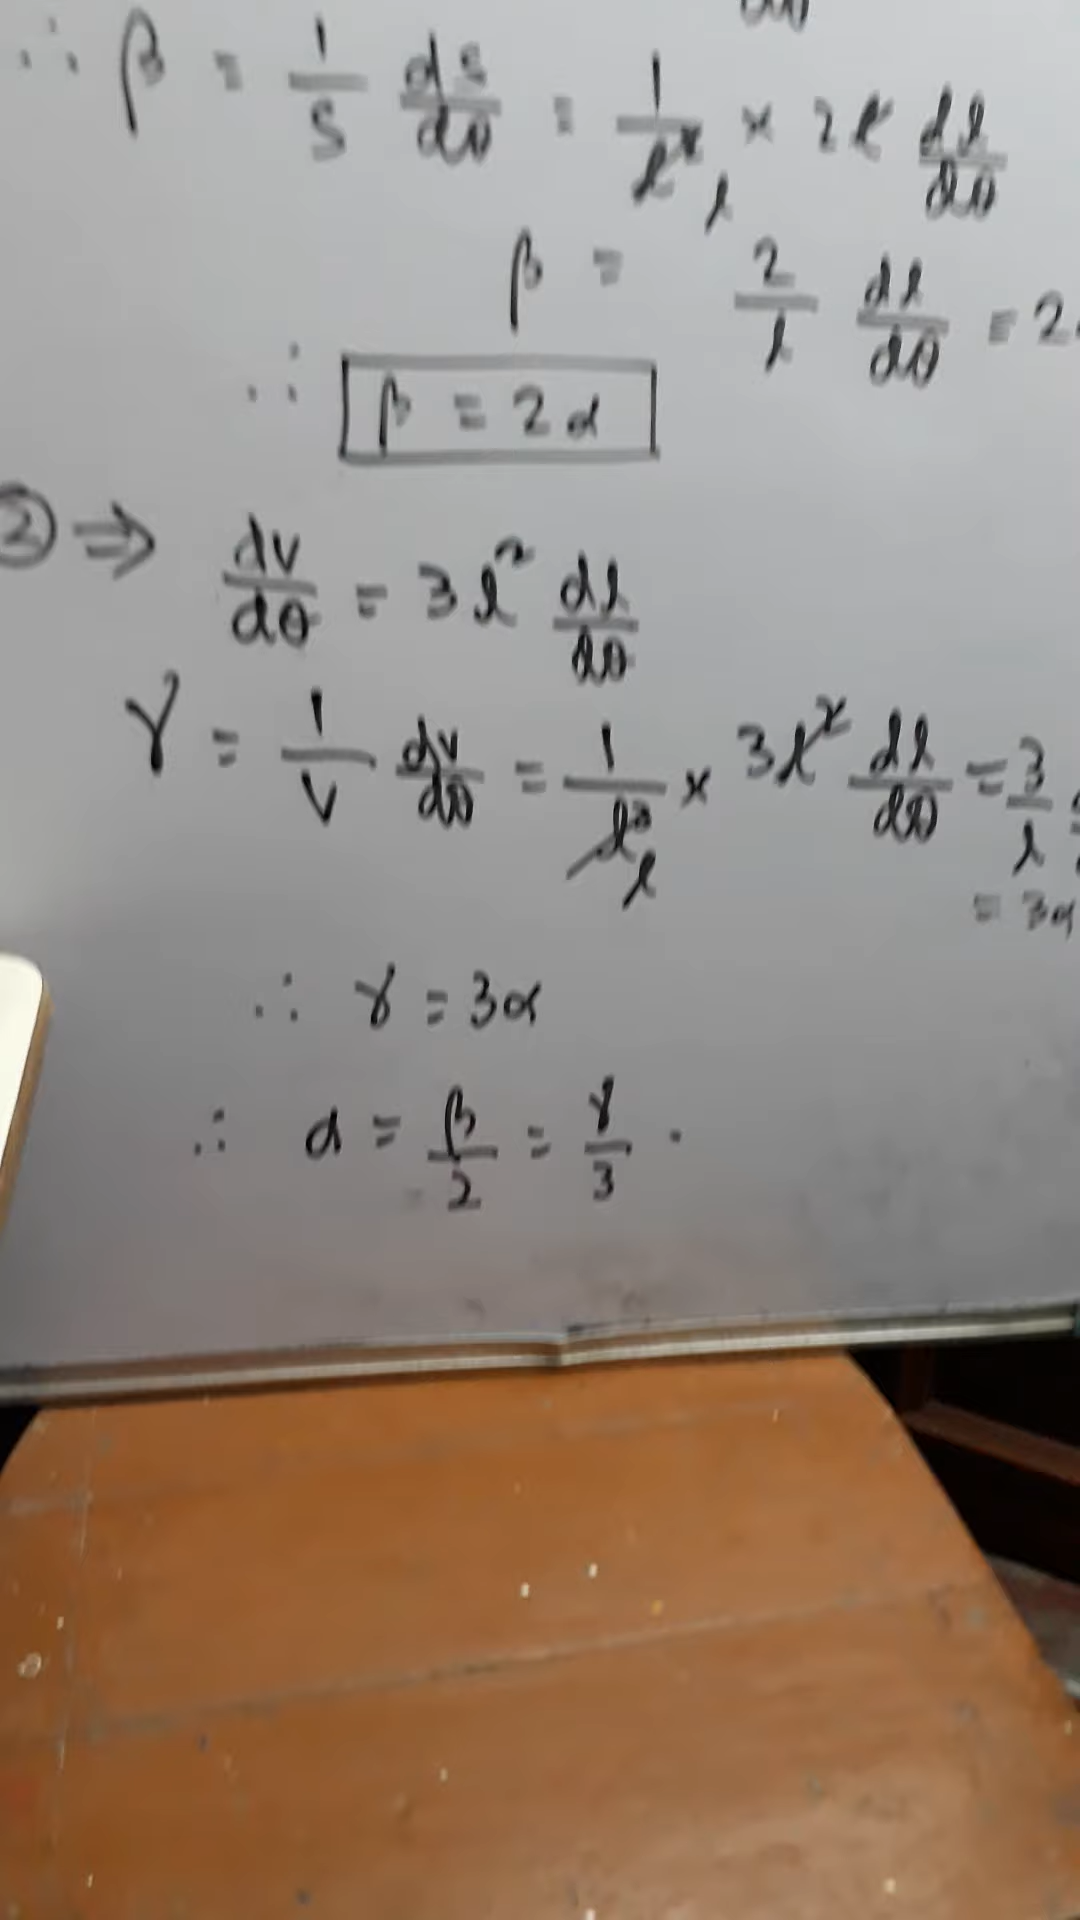 ∴ β = 1/S dS/dθ = 1/l² l × 2l dl/dθ
β = 2/l dl/dθ = 2
∴ β = 2α
② ⇒ dV/dθ = 3l² dl/dθ
γ = 1/V dV/dθ = 1/l³ l × 3l² dl/dθ = 3/l
= 3α
∴ γ = 3α
∴ α = β/2 = γ/3 .